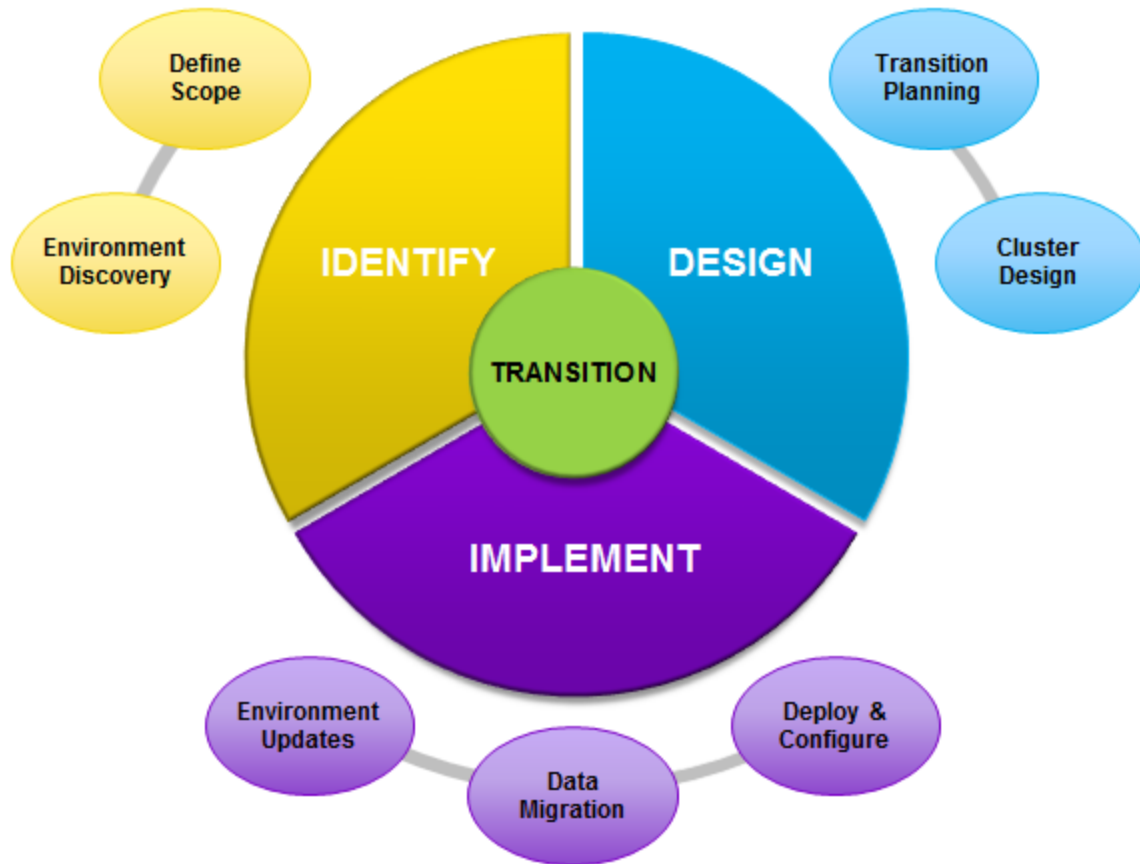 Define
Scope
Transition
Planning
Environment
Discovery
IDENTIFY
DESIGN
Cluster
Design
TRANSITION
IMPLEMENT
Environment
Updates
Data
Migration
Deploy &
Configure